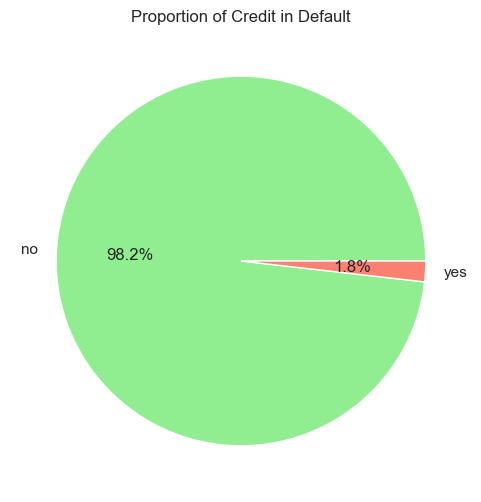 Proportion of Credit in Default
no
98.2%
1.8%
yes